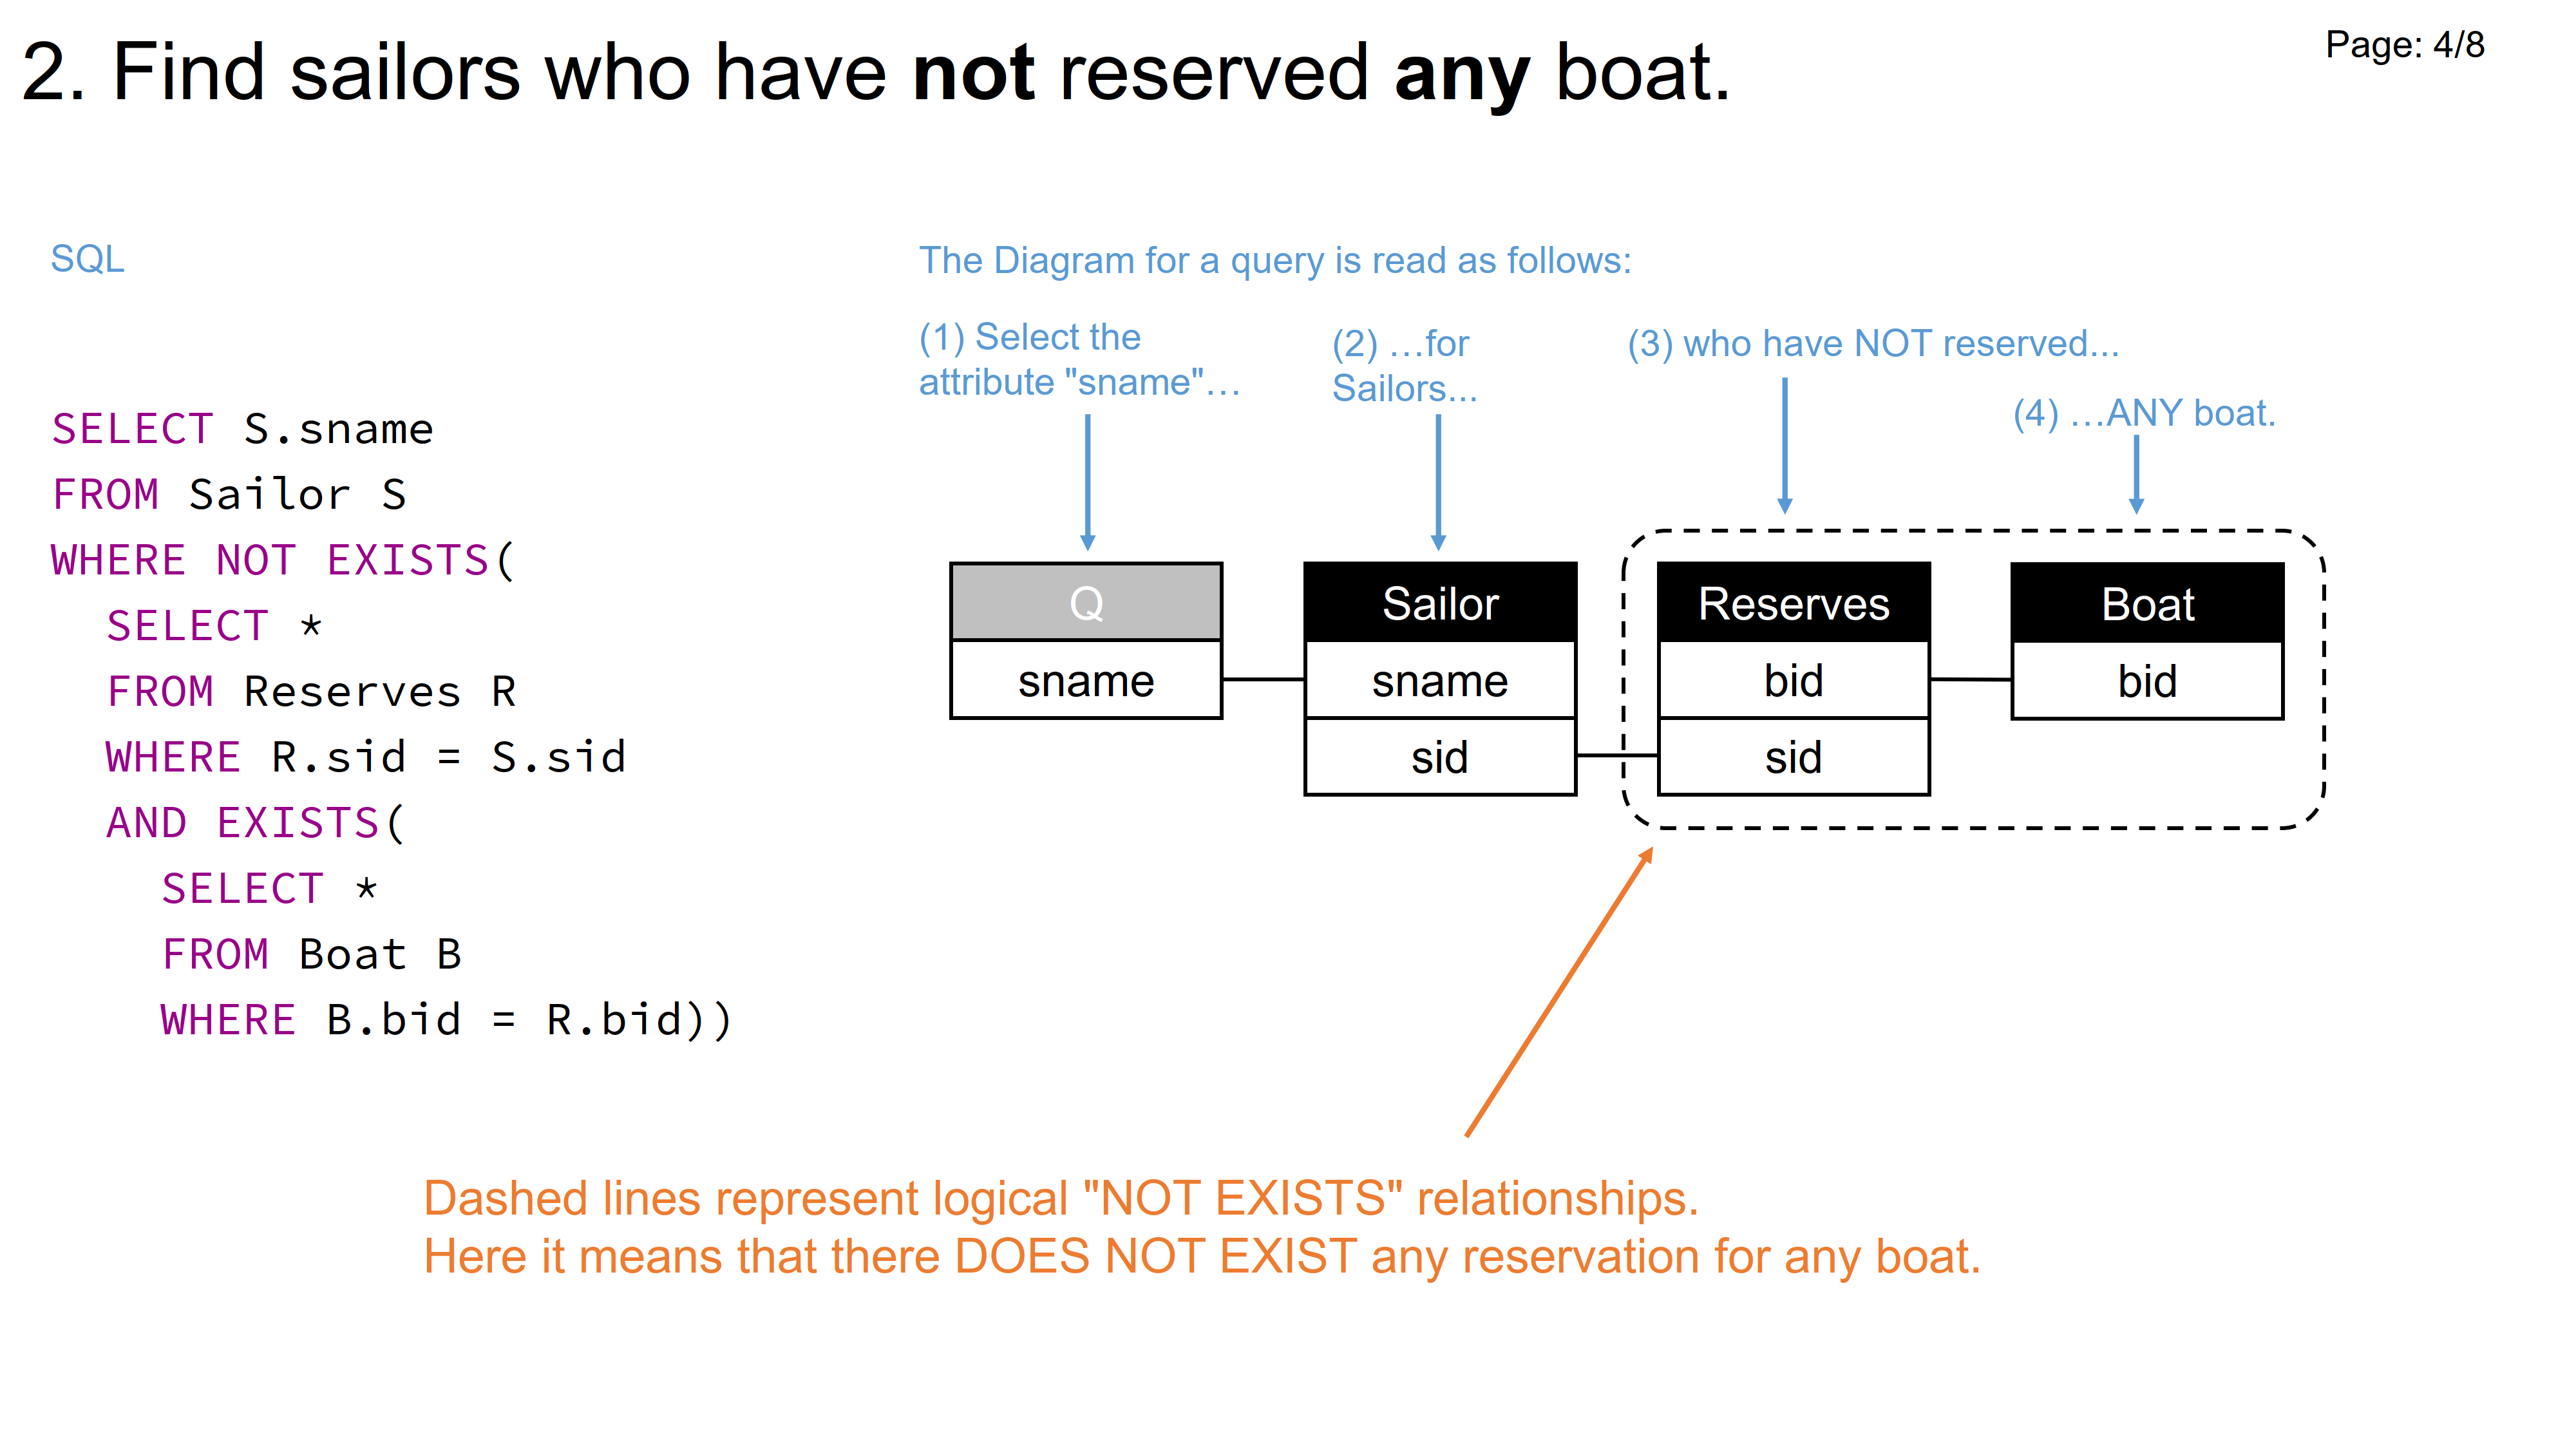 2. Find sailors who have not reserved any boat.
Page: 4/8
SQL
SELECT S.sname
FROM Sailor S
WHERE NOT EXISTS(
SELECT *
FROM Reserves R
WHERE R.sid = S.sid
AND EXISTS(
SELECT *
FROM Boat B
WHERE B.bid = R.bid))
The Diagram for a query is read as follows:
(1) Select the
attribute "sname"…
(2) …for
Sailors...
(3) who have NOT reserved...
(4) …ANY boat.
Q
sname
Sailor
sname
sid
Reserves
bid
sid
Boat
bid
Dashed lines represent logical "NOT EXISTS" relationships.
Here it means that there DOES NOT EXIST any reservation for any boat.